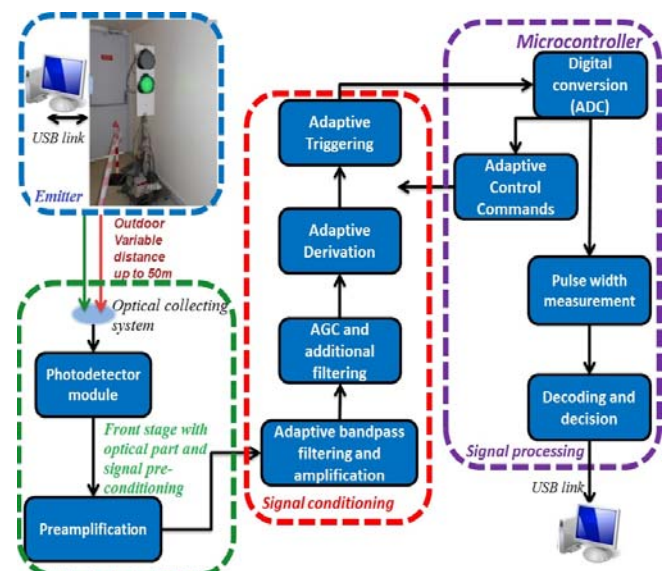 USB link
Emitter
Outdoor
Variable
distance
up to 50m
Optical collecting
system
Photodetector
module
Front stage with
optical part and
signal pre-
conditioning
Preamplification
Adaptive
Triggering
Adaptive
Derivation
AGC and
additional
filtering
Adaptive bandpass
filtering and
amplification
Signal conditioning
Microcontroller
Digital
conversion
(ADC)
Adaptive
Control
Commands
Pulse width
measurement
Decoding and
decision
Signal processing
USB link